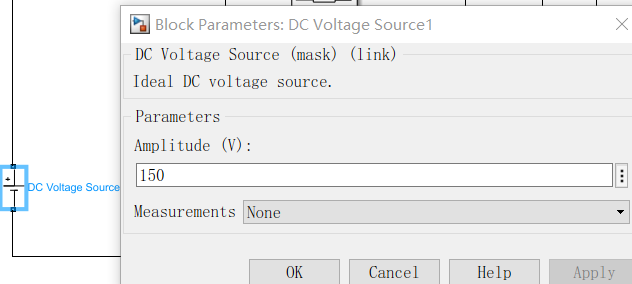 Block Parameters: DC Voltage Source1
DC Voltage Source (mask) (link)
Ideal DC voltage source.
Parameters
Amplitude (V):
150
Measurements None
OK Cancel Help Apply
DC Voltage Source